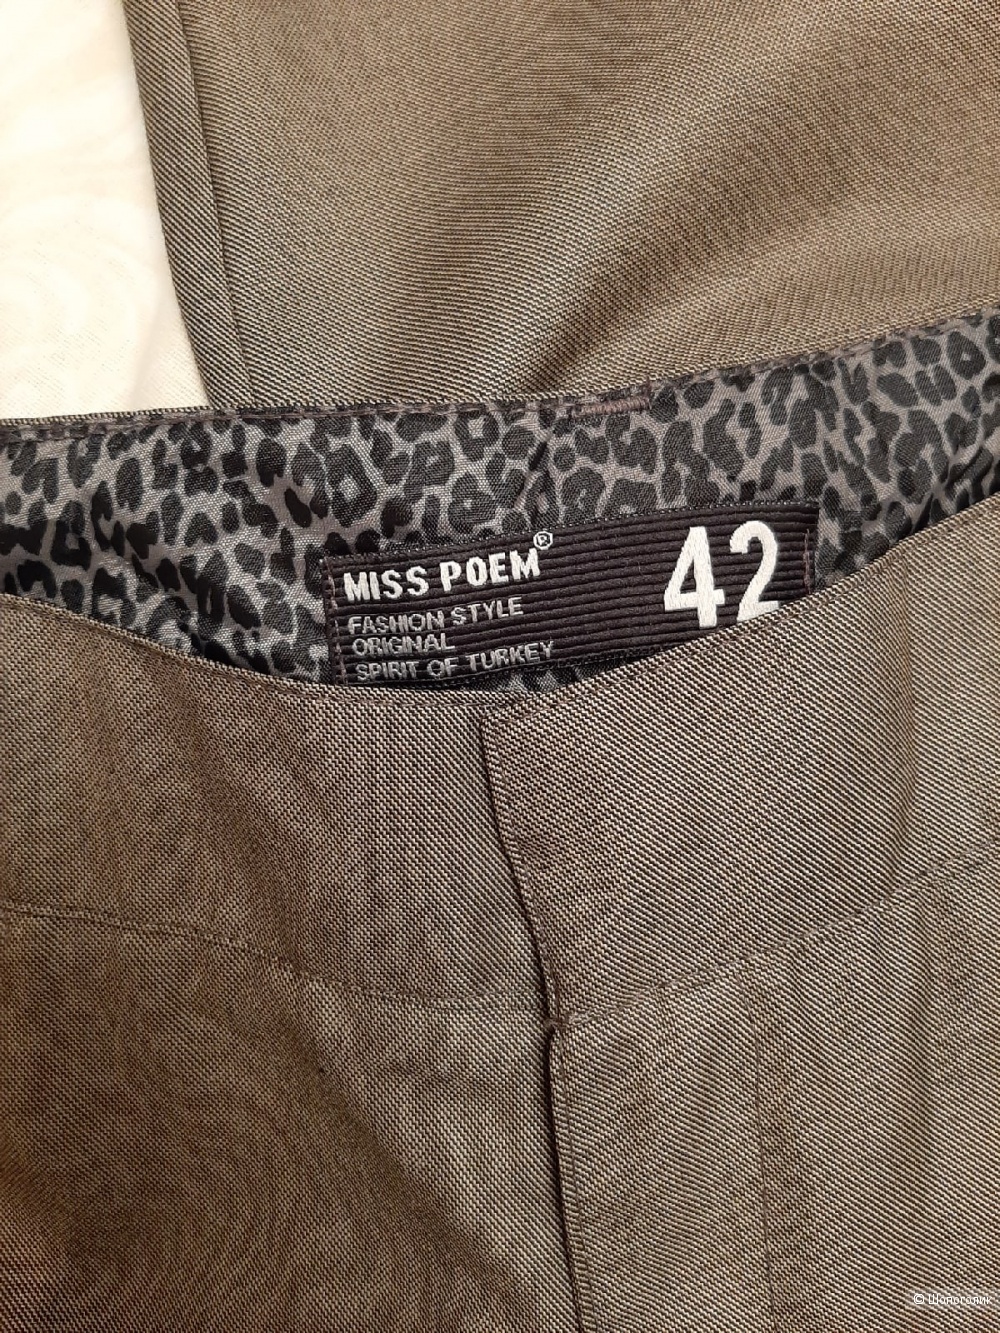 MISS POEM®
42
FASHION STYLE
ORIGINAL
SPIRIT OF TURKEY
© Шопоголик